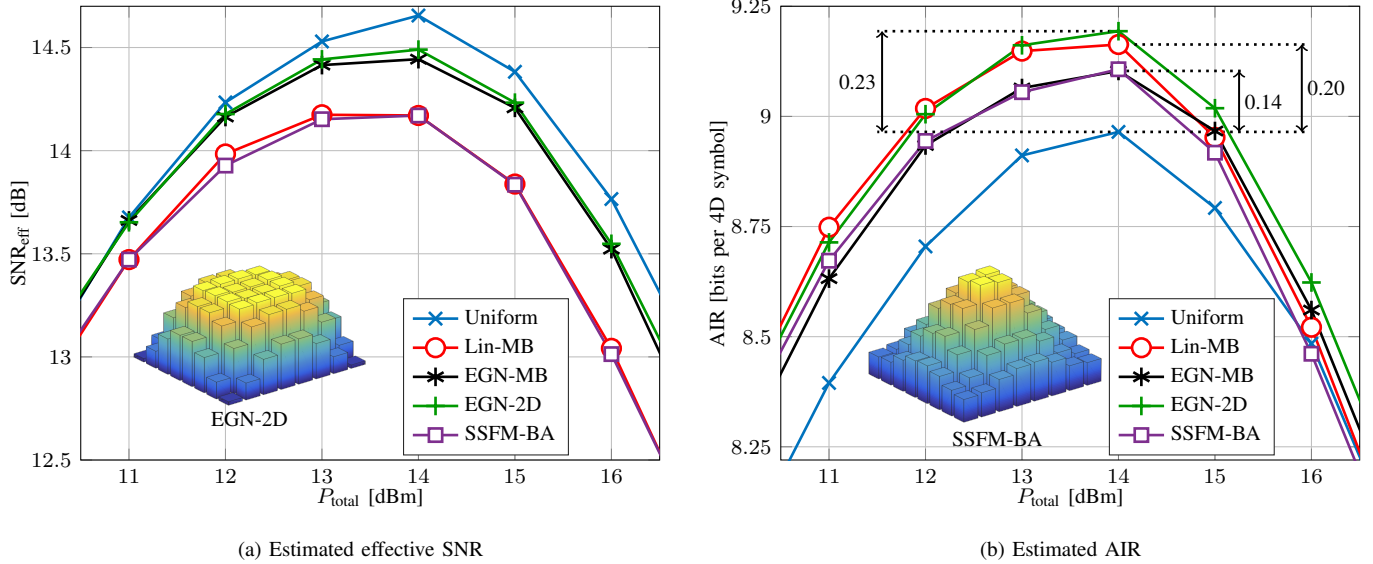 14.5
14
13.5
13
12.5
SNR_eff [dB]
11 12 13 14 15 16
P_total [dBm]
EGN-2D
Uniform
Lin-MB
EGN-MB
EGN-2D
SSFM-BA
(a) Estimated effective SNR
9.25
9
8.75
8.5
8.25
AIR [bits per 4D symbol]
0.23
0.14
0.20
11 12 13 14 15 16
P_total [dBm]
SSFM-BA
Uniform
Lin-MB
EGN-MB
EGN-2D
SSFM-BA
(b) Estimated AIR